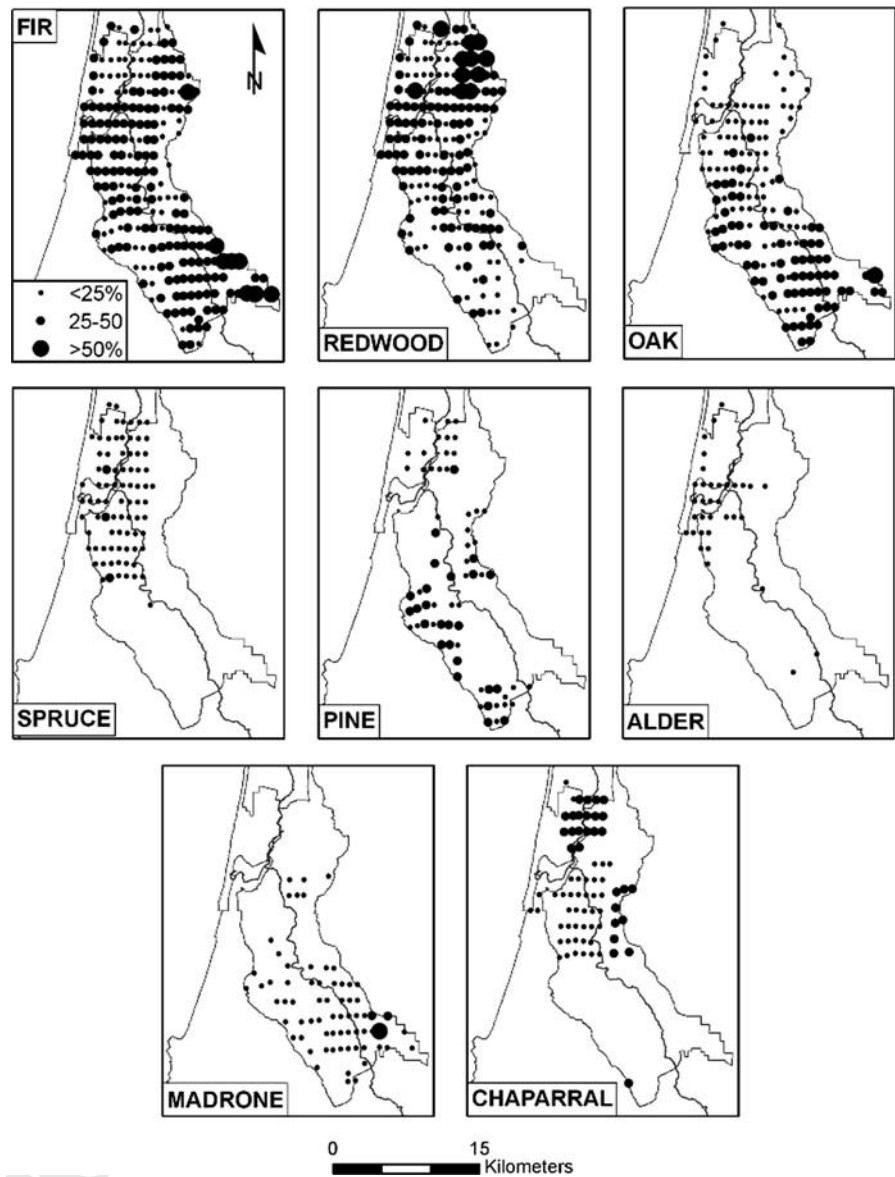 FIR
N
<25%
25-50
>50%
REDWOOD
OAK
SPRUCE
PINE
ALDER
MADRONE
CHAPARRAL
0 15
Kilometers